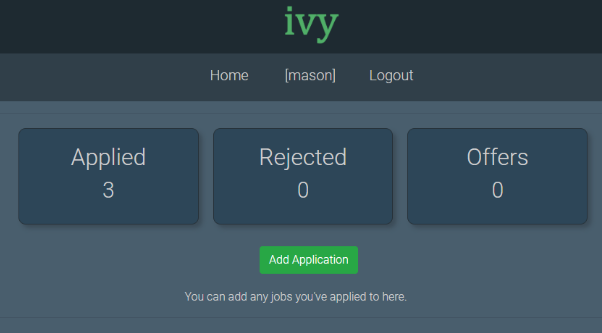 ivy
Home [mason] Logout
Applied Rejected Offers
3 0 0
Add Application
You can add any jobs you've applied to here.